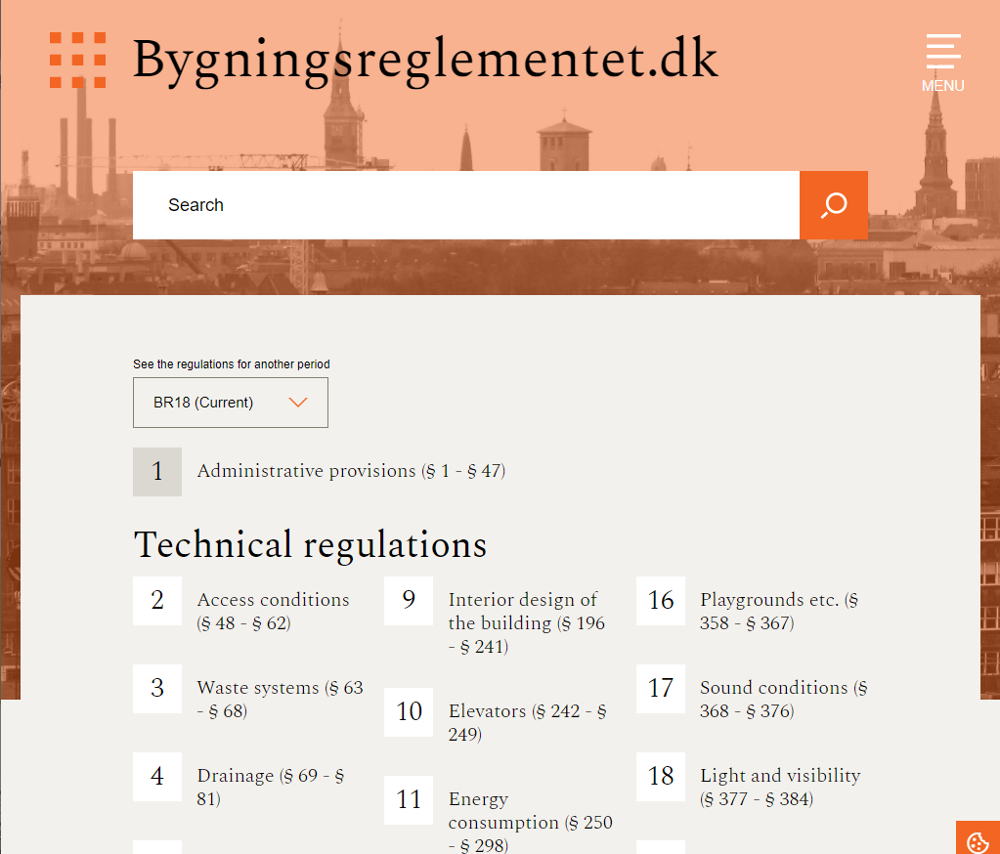 Bygningsreglementet.dk
MENU
Search
See the regulations for another period
BR18 (Current)
1
Administrative provisions (§ 1 - § 47)
Technical regulations
2
Access conditions
(§ 48 - § 62)
3
Waste systems (§ 63
- § 68)
4
Drainage (§ 69 - §
81)
9
Interior design of
the building (§ 196
- § 241)
10
Elevators (§ 242 - §
249)
11
Energy
consumption (§ 250
- § 298)
16
Playgrounds etc. (§
358 - § 367)
17
Sound conditions (§
368 - § 376)
18
Light and visibility
(§ 377 - § 384)